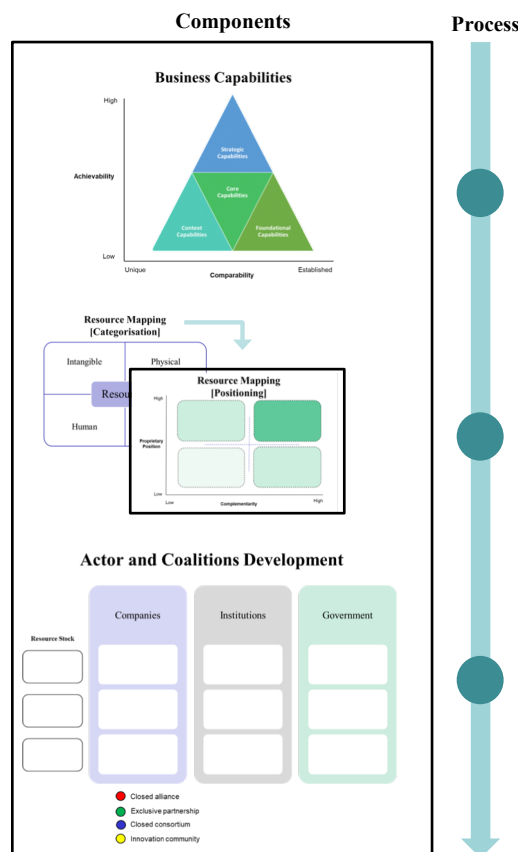 Components
Process
Business Capabilities
High
Achievability
Low
Strategic
Capabilities
Core
Capabilities
Context
Capabilities
Foundational
Capabilities
Unique
Comparability
Established
Resource Mapping
[Categorisation]
Intangible
Physical
Human
Resource Mapping
[Positioning]
High
Proprietary
Position
Low
Low
Complementarity
High
Actor and Coalitions Development
Companies
Institutions
Government
Resource Stock
Closed alliance
Exclusive partnership
Closed consortium
Innovation community